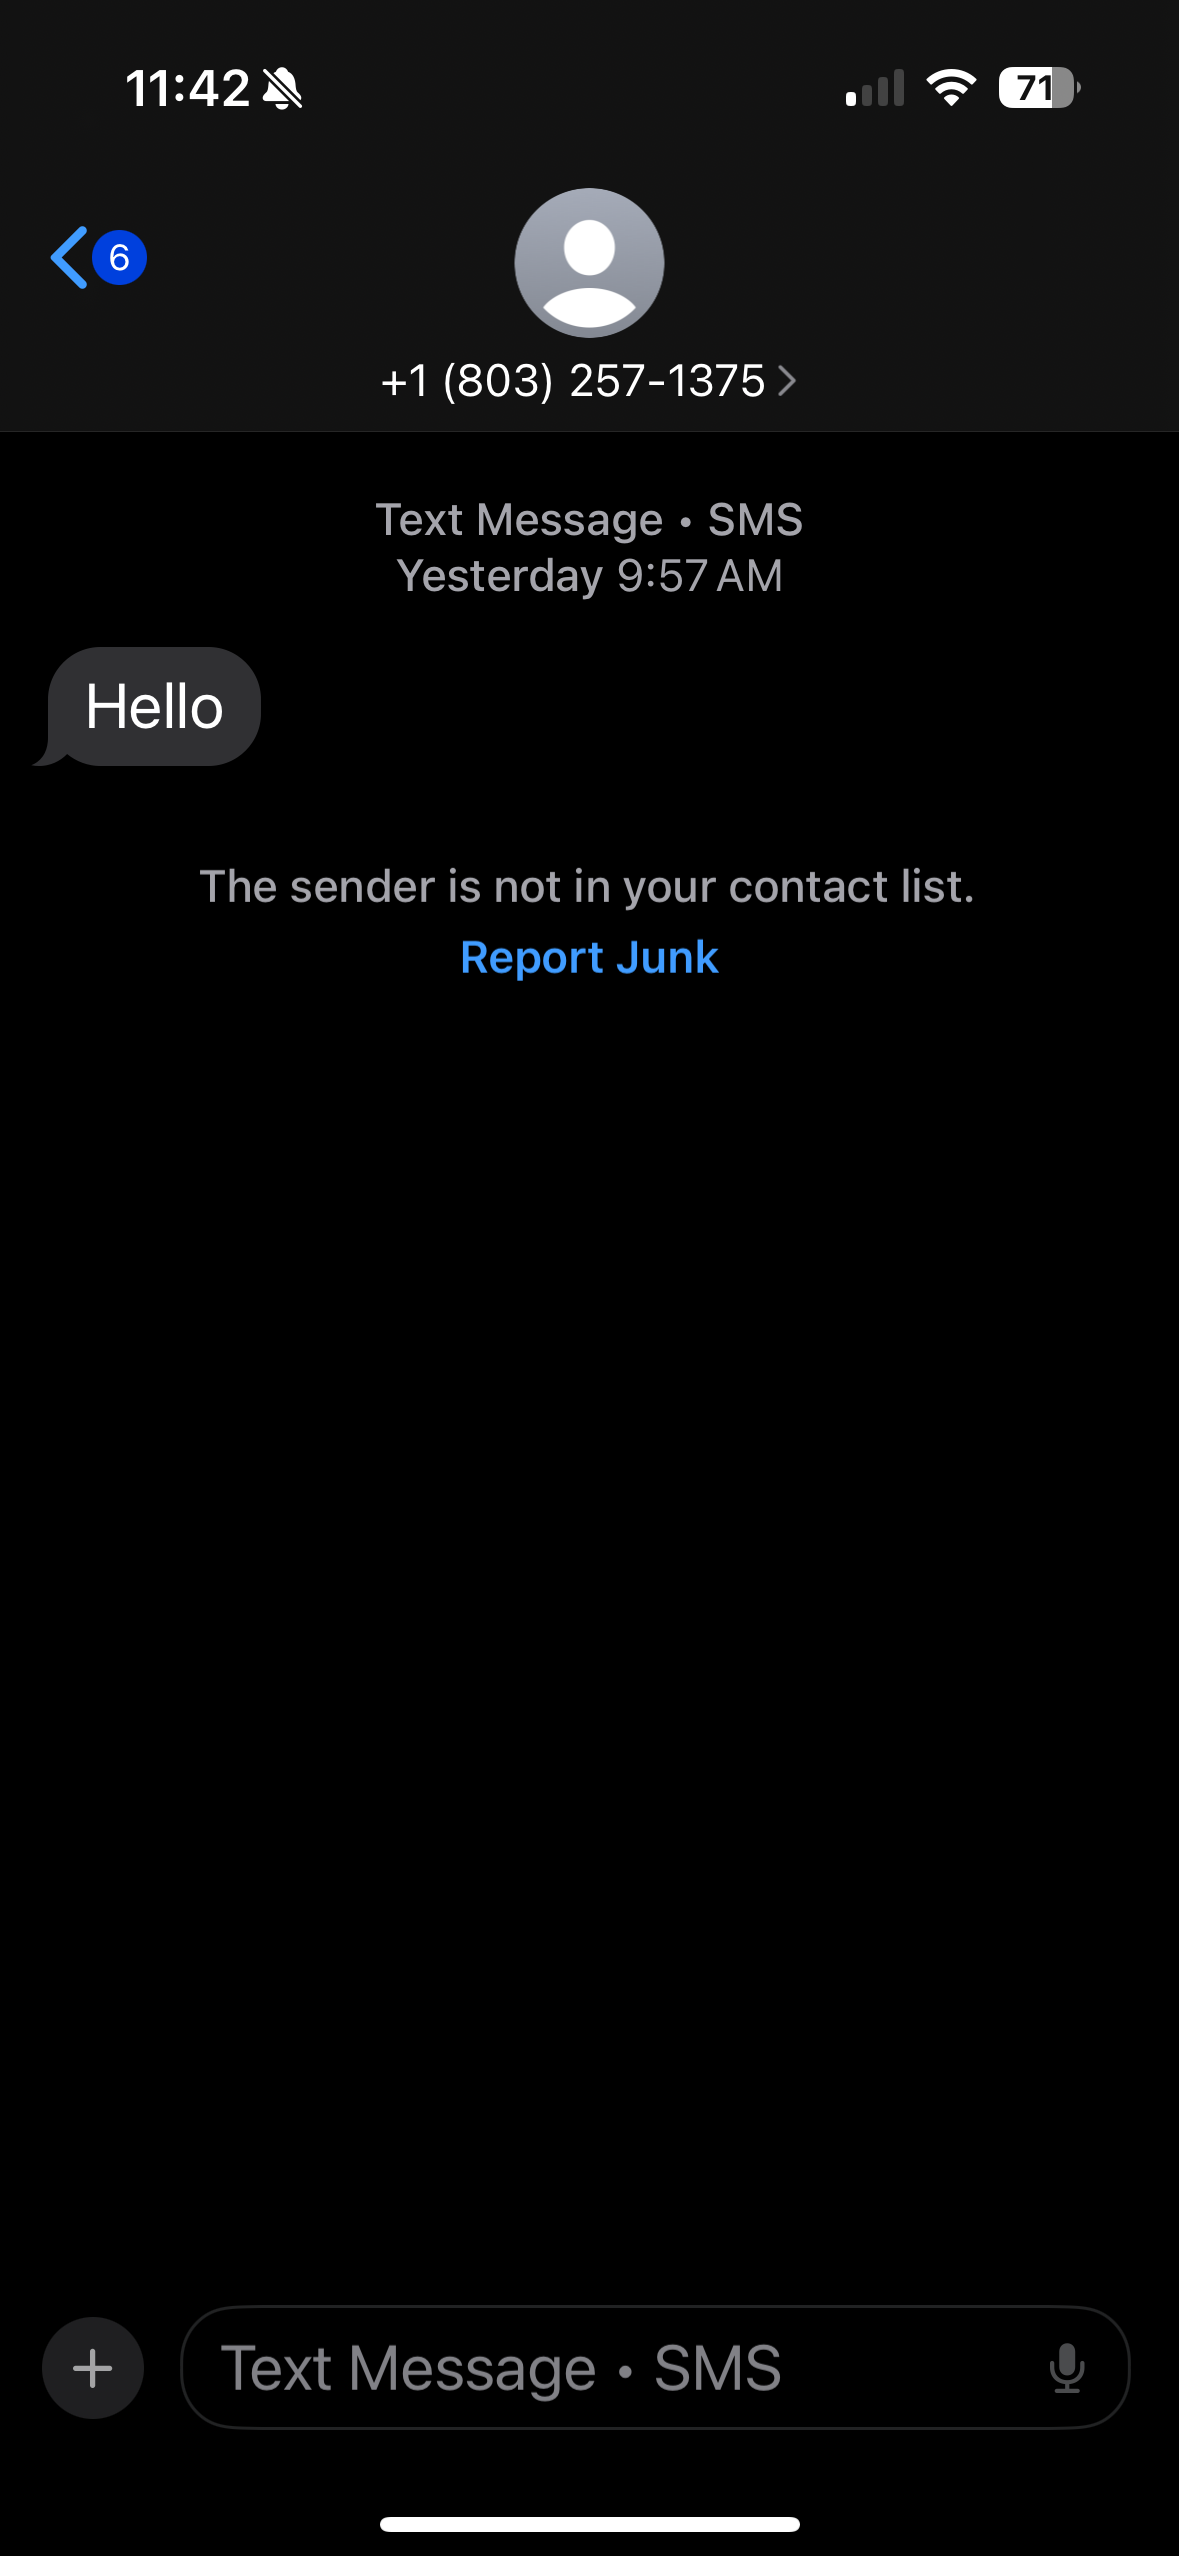 11:42
71
6
+1 (803) 257-1375
Text Message • SMS
Yesterday 9:57 AM
Hello
The sender is not in your contact list.
Report Junk
Text Message • SMS